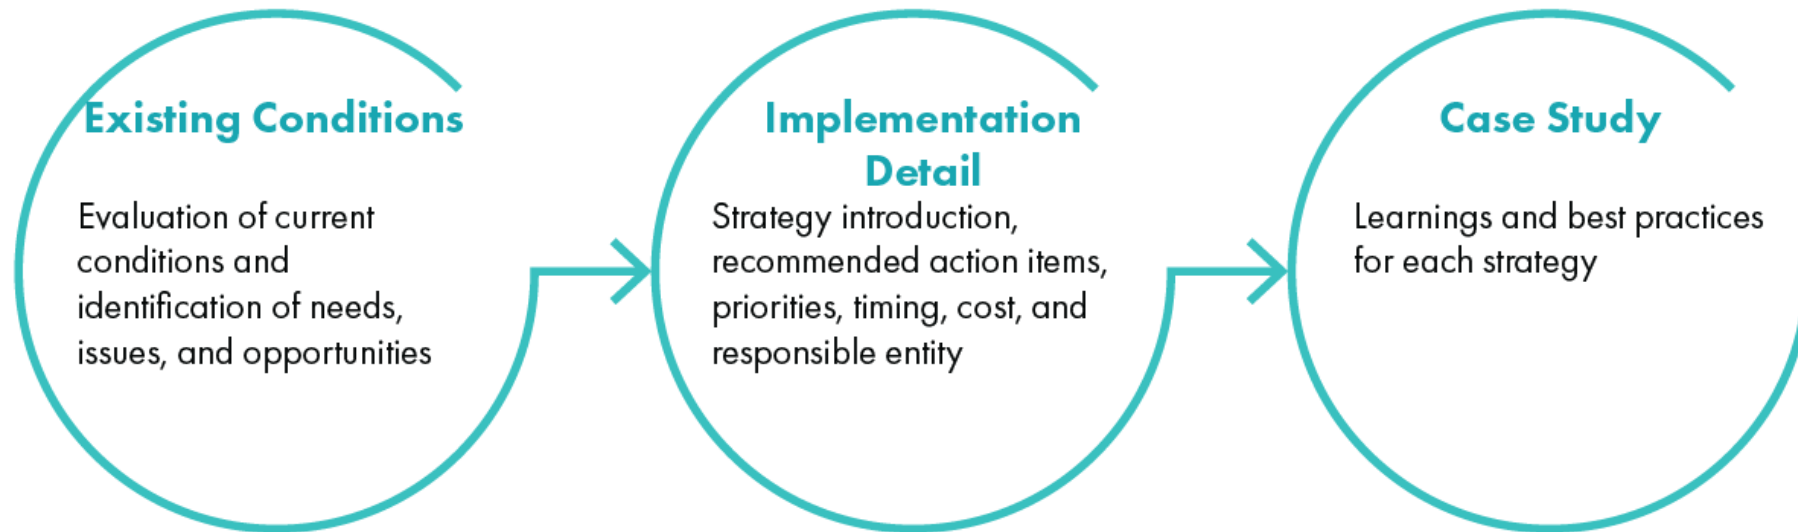 Existing Conditions
Evaluation of current
conditions and
identification of needs,
issues, and opportunities
Implementation
Detail
Strategy introduction,
recommended action items,
priorities, timing, cost, and
responsible entity
Case Study
Learnings and best practices
for each strategy